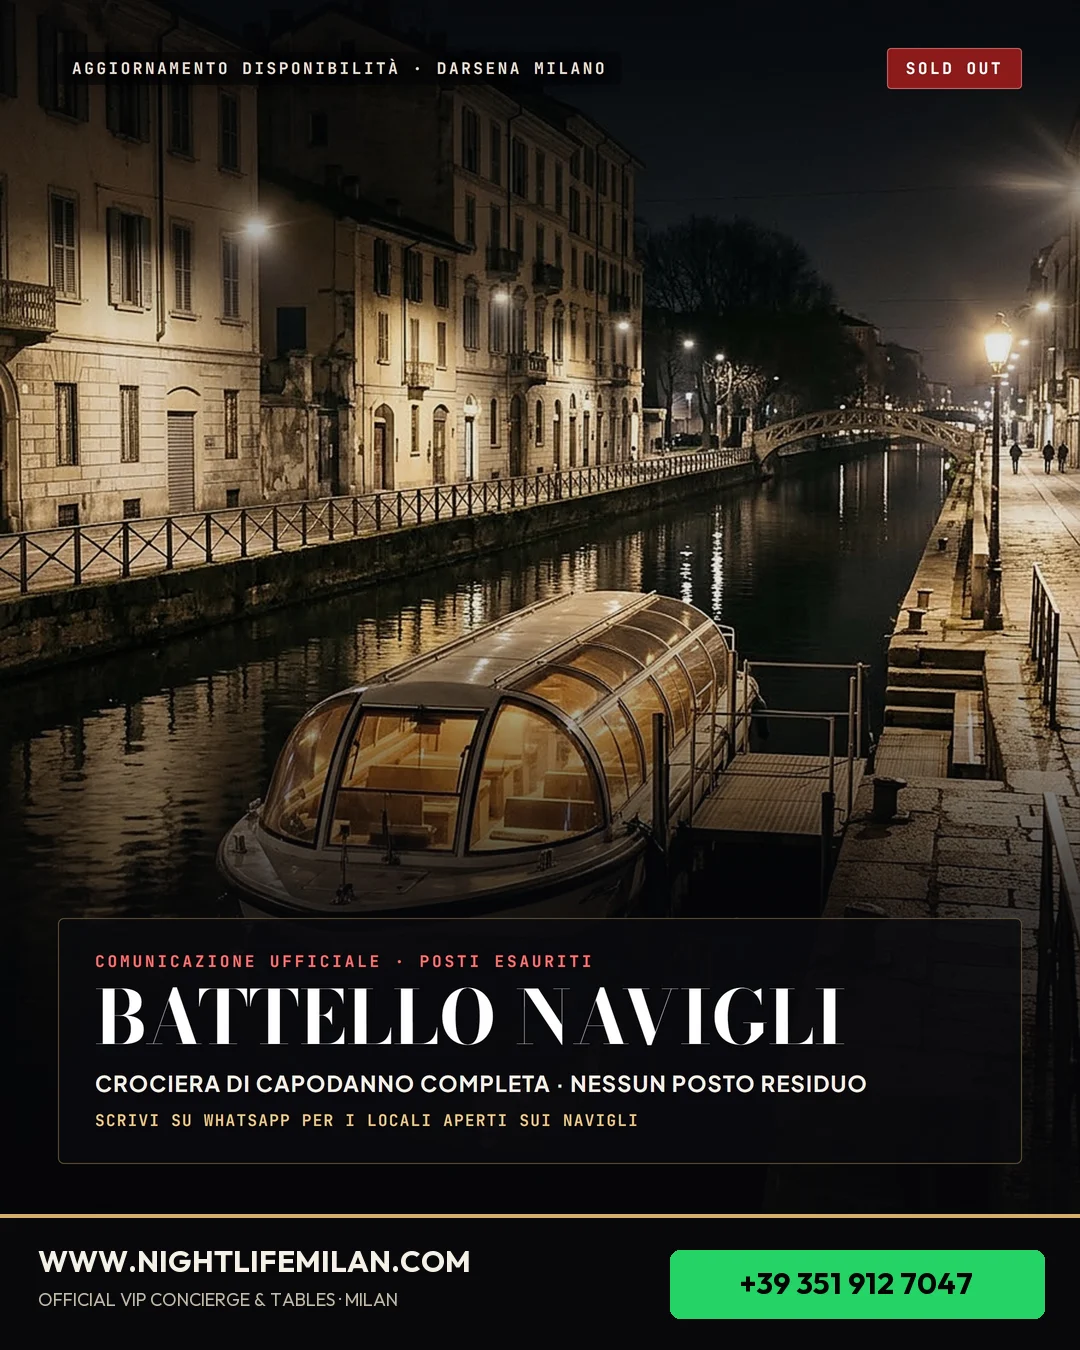 AGGIORNAMENTO DISPONIBILITÀ · DARSENA MILANO
SOLD OUT
COMUNICAZIONE UFFICIALE · POSTI ESAURITI
BATTELLO NAVIGLI
CROCIERA DI CAPODANNO COMPLETA · NESSUN POSTO RESIDUO
SCRIVI SU WHATSAPP PER I LOCALI APERTI SUI NAVIGLI
WWW.NIGHTLIFEMILAN.COM
OFFICIAL VIP CONCIERGE & TABLES · MILAN
+39 351 912 7047